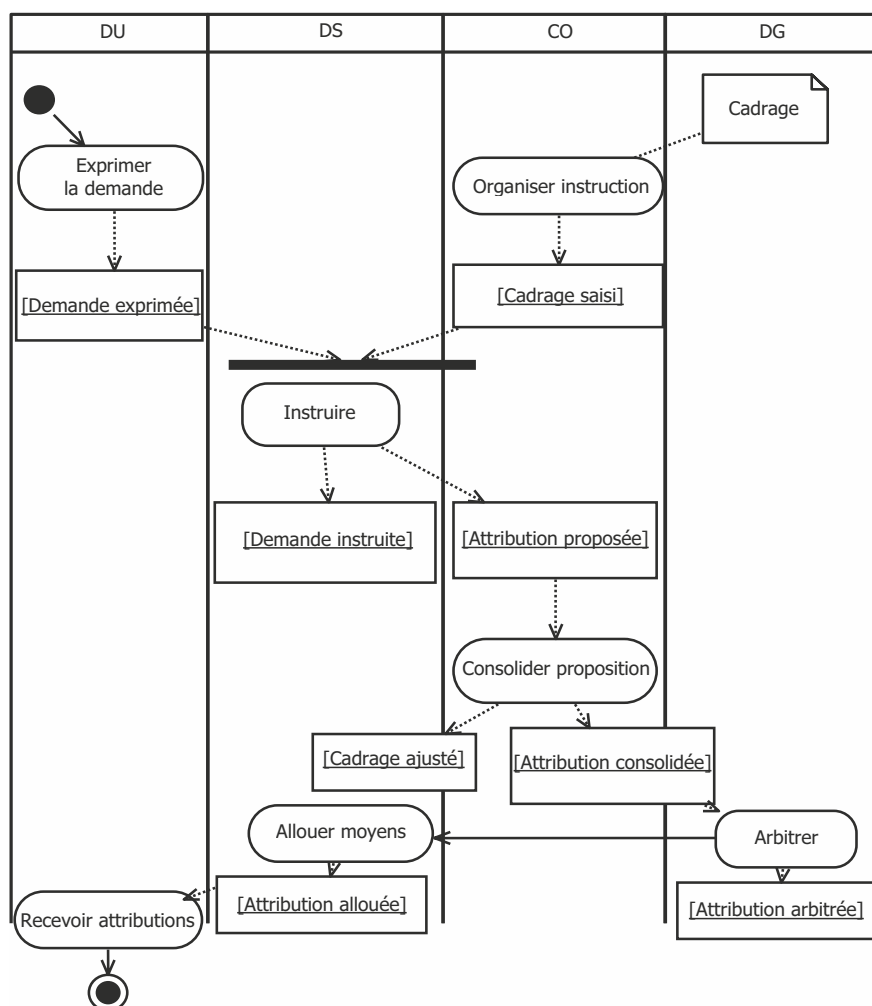 DU
DS
CO
DG
Cadrage
Exprimer
la demande
Organiser instruction
[Demande exprimée]
[Cadrage saisi]
Instruire
[Demande instruite]
[Attribution proposée]
Consolider proposition
[Cadrage ajusté]
[Attribution consolidée]
Allouer moyens
Arbitrer
[Attribution allouée]
[Attribution arbitrée]
Recevoir attributions